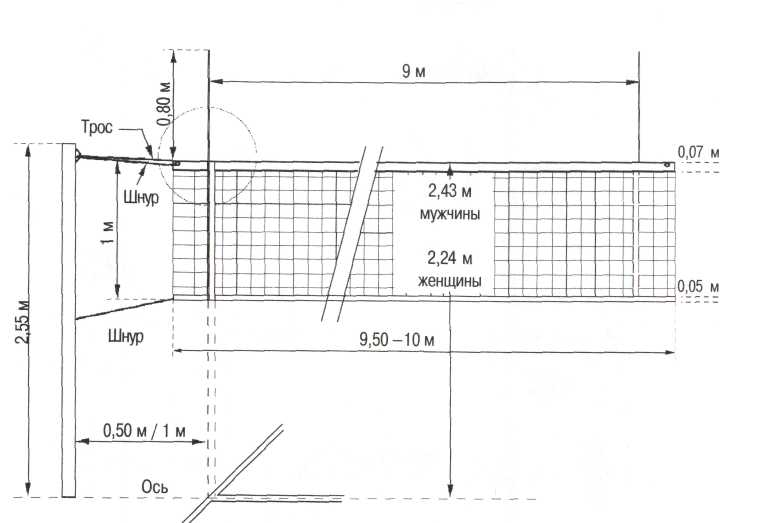 9 м
0,80 м
Трос
0,07 м
Шнур
2,43 м
мужчины
1 м
2,24 м
женщины
0,05 м
2,55 м
Шнур
9,50 – 10 м
0,50 м / 1 м
Ось